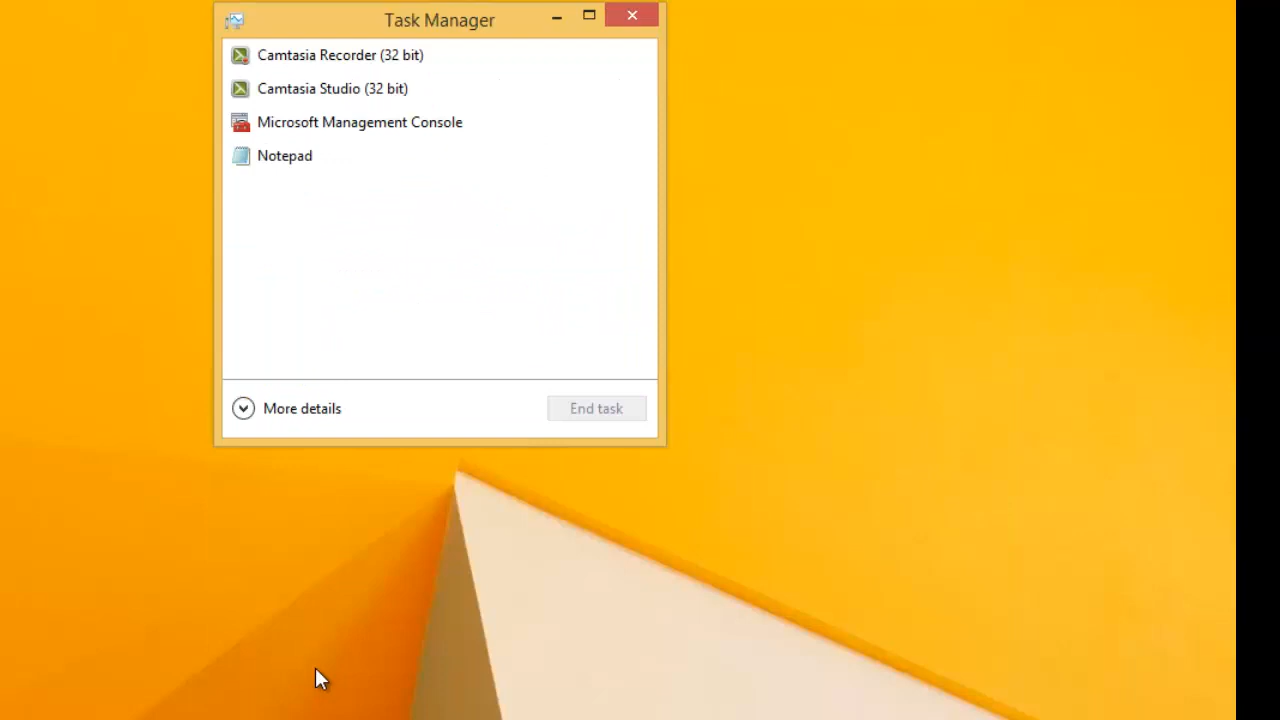 Task Manager
Camtasia Recorder (32 bit)
Camtasia Studio (32 bit)
Microsoft Management Console
Notepad
More details
End task